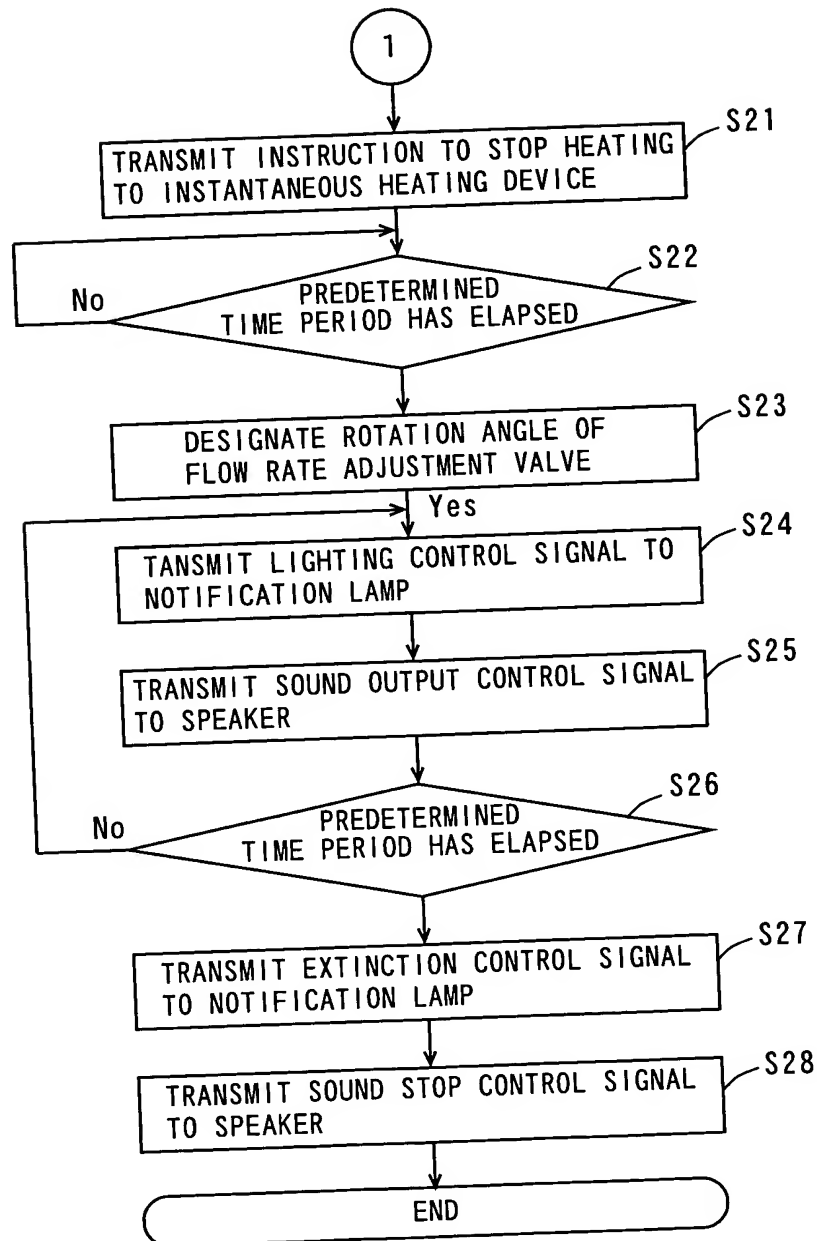 1
S21
TRANSMIT INSTRUCTION TO STOP HEATING
TO INSTANTANEOUS HEATING DEVICE
S22
No
PREDETERMINED
TIME PERIOD HAS ELAPSED
S23
DESIGNATE ROTATION ANGLE OF
FLOW RATE ADJUSTMENT VALVE
Yes
S24
TANSMIT LIGHTING CONTROL SIGNAL TO
NOTIFICATION LAMP
S25
TRANSMIT SOUND OUTPUT CONTROL SIGNAL
TO SPEAKER
S26
No
PREDETERMINED
TIME PERIOD HAS ELAPSED
S27
TRANSMIT EXTINCTION CONTROL SIGNAL
TO NOTIFICATION LAMP
S28
TRANSMIT SOUND STOP CONTROL SIGNAL
TO SPEAKER
END